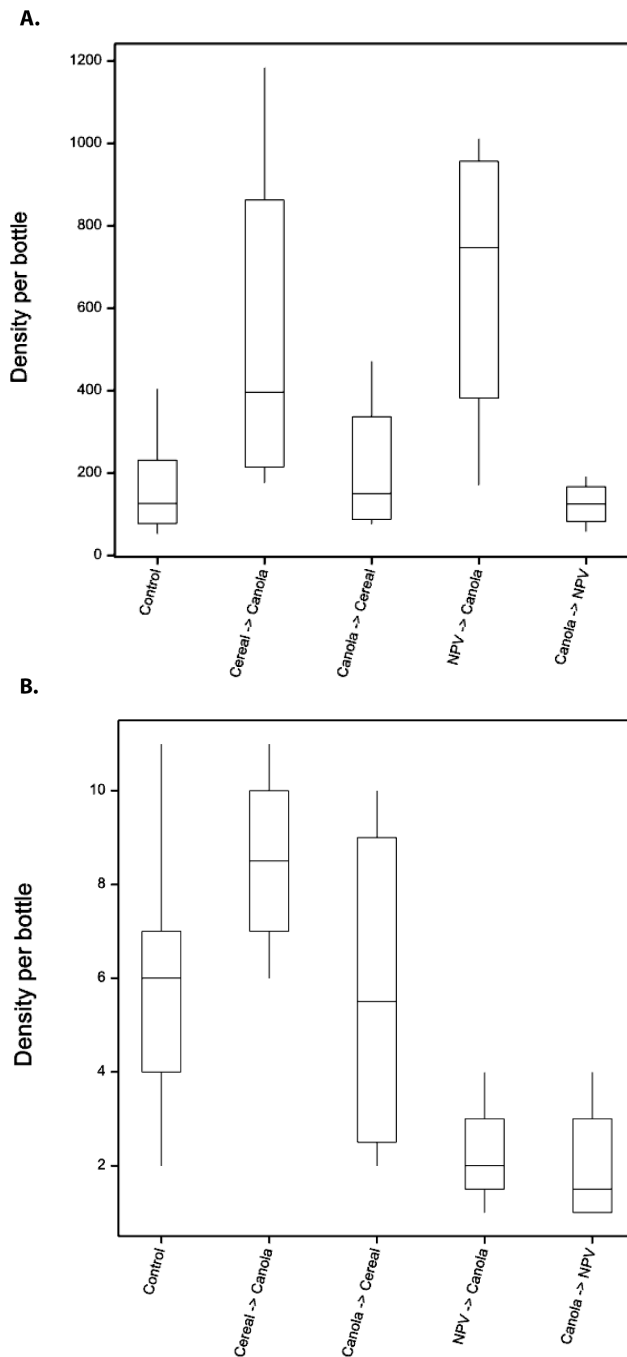 A.
Density per bottle
1200
1000
800
600
400
200
0
Control
Cereal -> Canola
Canola -> Cereal
NPV -> Canola
Canola -> NPV
B.
Density per bottle
10
8
6
4
2
Control
Cereal -> Canola
Canola -> Cereal
NPV -> Canola
Canola -> NPV